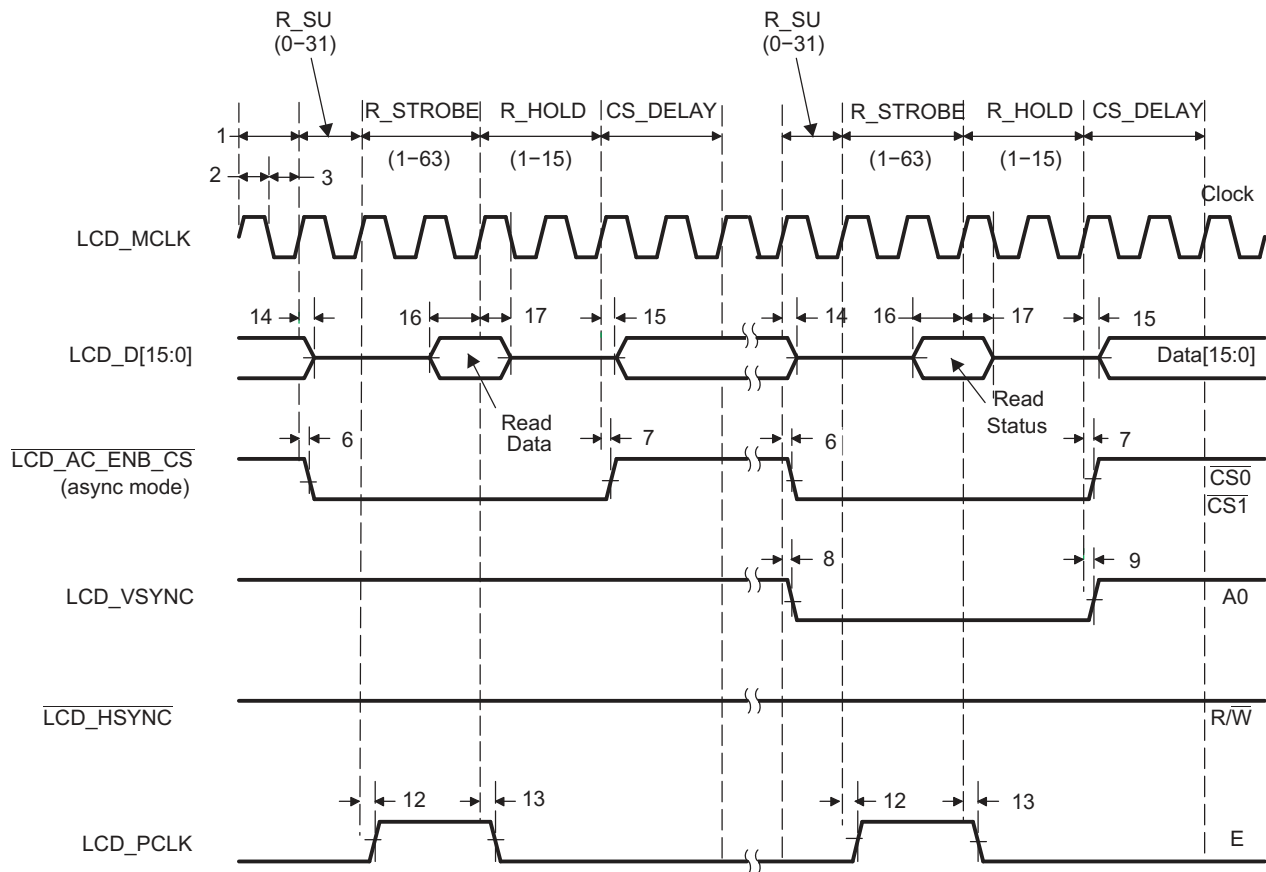 R_SU
(0−31)
R_SU
(0−31)
R_STROBE
R_HOLD
CS_DELAY
R_STROBE
R_HOLD
CS_DELAY
1
(1−63)
(1−15)
(1−63)
(1−15)
2
3
Clock
LCD_MCLK
14
16
17
15
14
16
17
15
LCD_D[15:0]
Data[15:0]
Read
Data
Read
Status
6
7
6
7
LCD_AC_ENB_CS
(async mode)
CS0
CS1
8
9
LCD_VSYNC
A0
LCD_HSYNC
R/W
12
13
12
13
LCD_PCLK
E